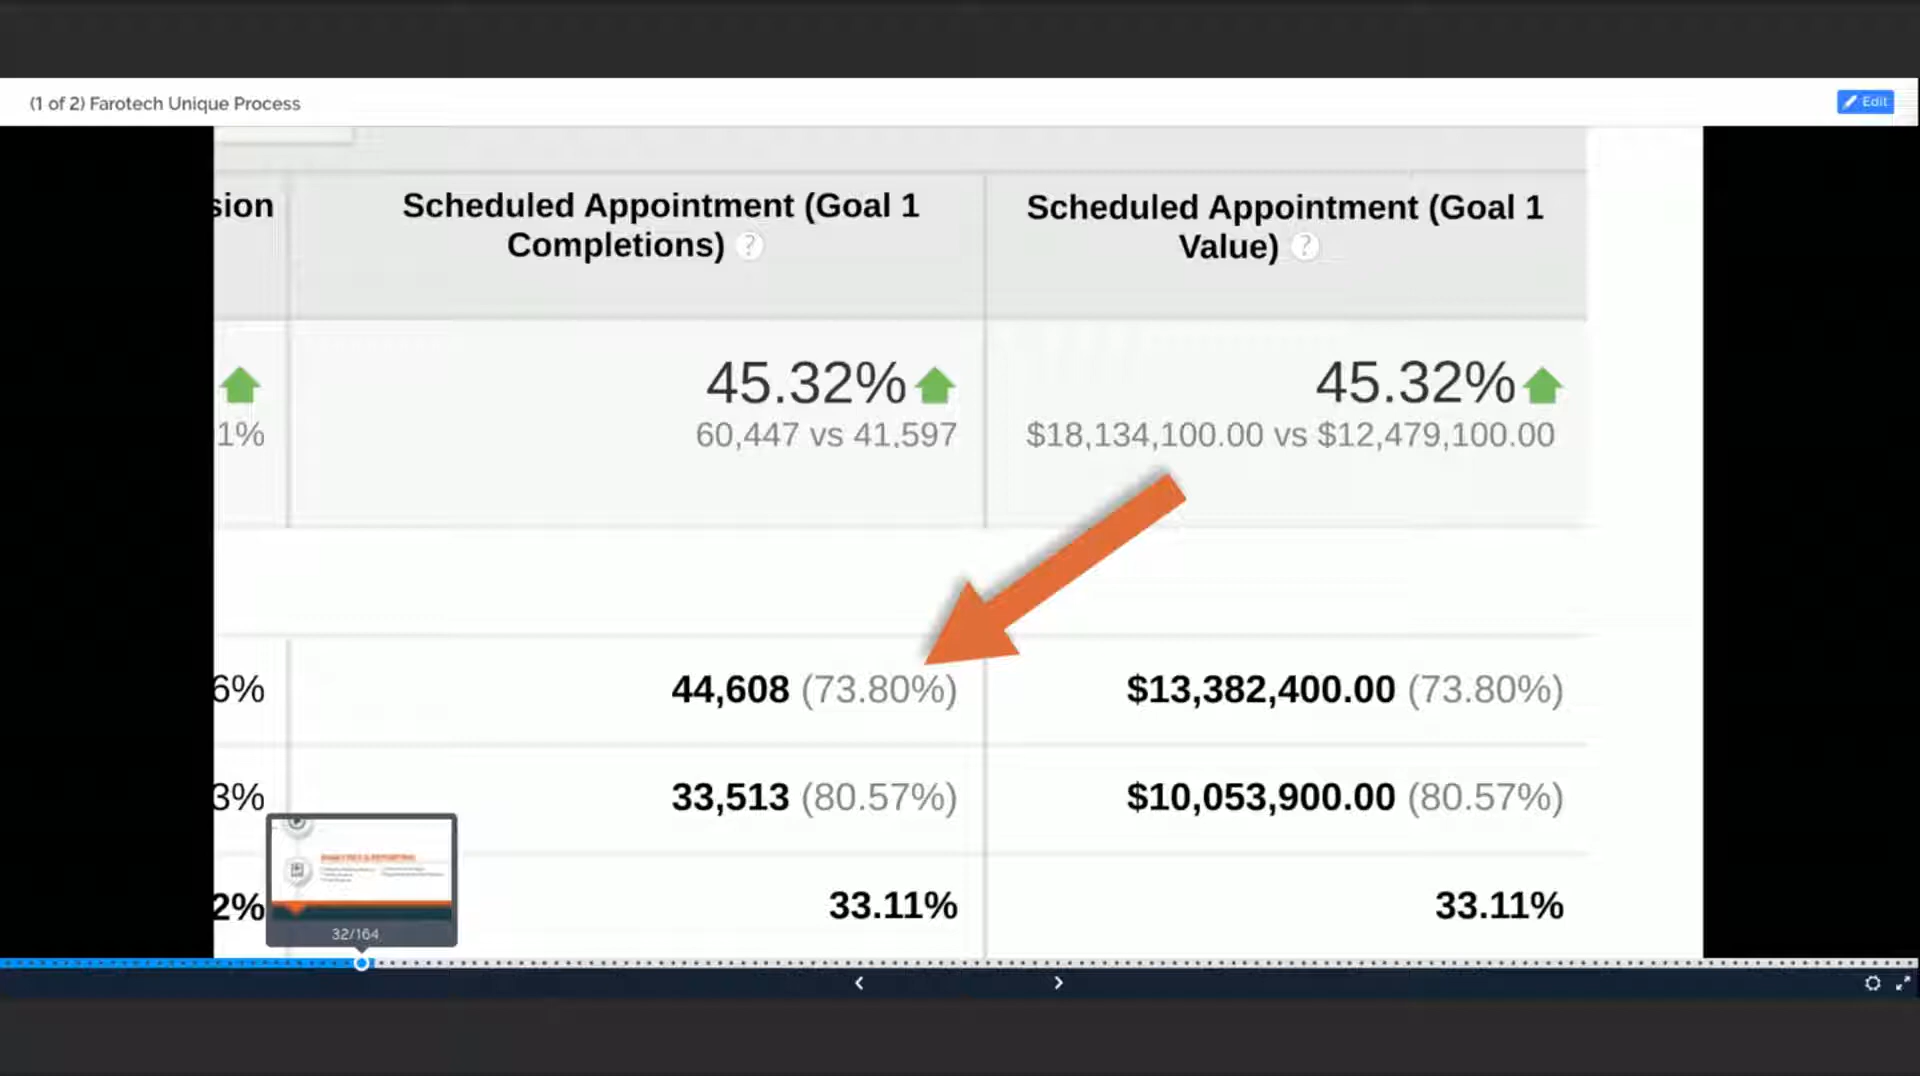 (1 of 2) Farotech Unique Process
Edit
sion
Scheduled Appointment (Goal 1
Completions) ?
Scheduled Appointment (Goal 1
Value) ?
45.32%
45.32%
1%
60,447 vs 41,597
$18,134,100.00 vs $12,479,100.00
6%
44,608 (73.80%)
$13,382,400.00 (73.80%)
3%
33,513 (80.57%)
$10,053,900.00 (80.57%)
2%
33.11%
33.11%
ANALYTICS & REPORTING
32/164